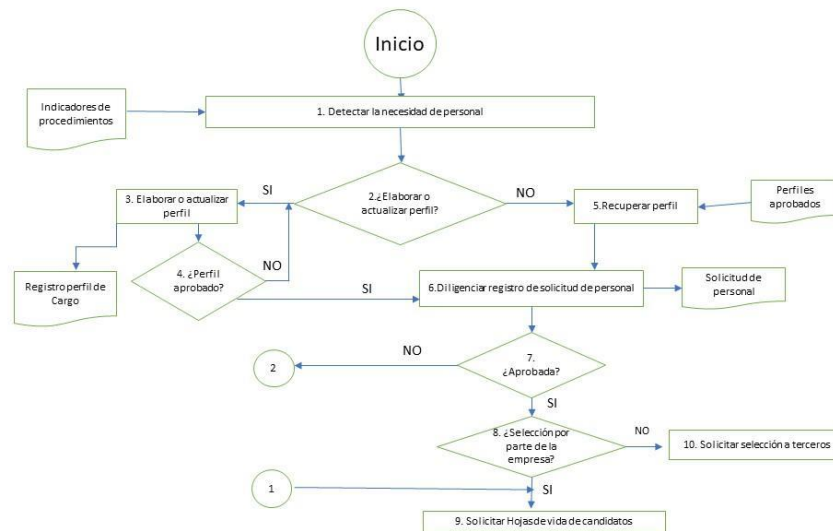 Inicio
Indicadores de
procedimientos
1. Detectar la necesidad de personal
2.¿Elaborar o
actualizar perfil?
SI
NO
3. Elaborar o actualizar
perfil
5.Recuperar perfil
Perfiles
aprobados
4. ¿Perfil
aprobado?
NO
SI
Registro perfil de
Cargo
6.Diligenciar registro de solicitud de personal
Solicitud de
personal
7.
¿Aprobada?
NO
2
SI
8. ¿Selección por
parte de la
empresa?
NO
10. Solicitar selección a terceros
1
SI
9. Solicitar Hojas de vida de candidatos